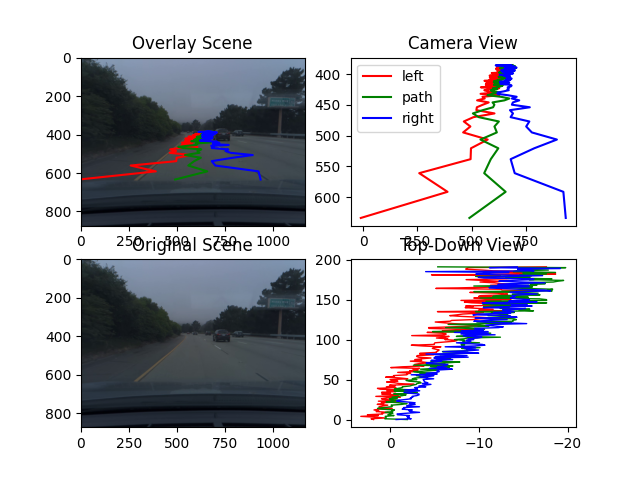 Overlay Scene
0
200
400
600
800
0 250 500 750 1000
Camera View
400
450
500
550
600
0 250 500 750
left
path
right
Original Scene
0
200
400
600
800
0 250 500 750 1000
Top-Down View
200
150
100
50
0
0 −10 −20